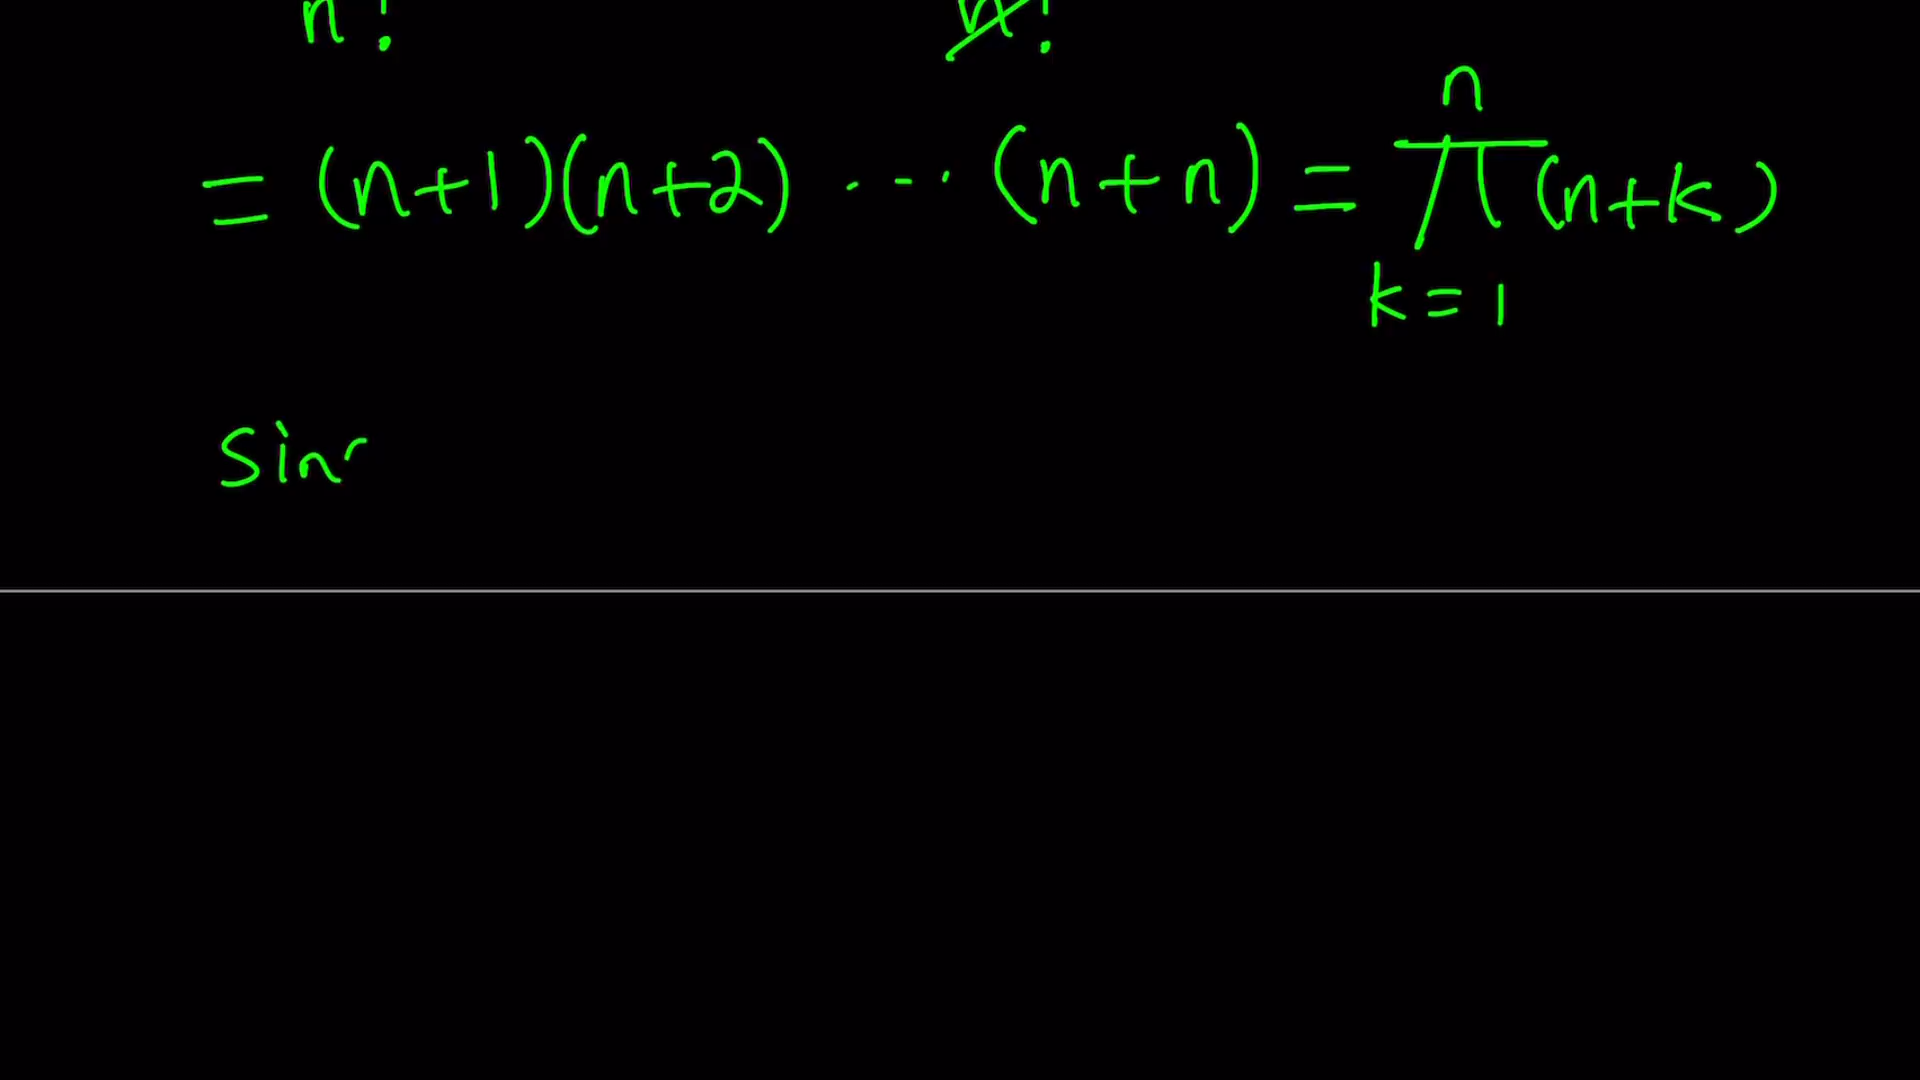 n! n!
n
= (n+1)(n+2) ... (n+n) = π(n+k)
k = 1
Sin